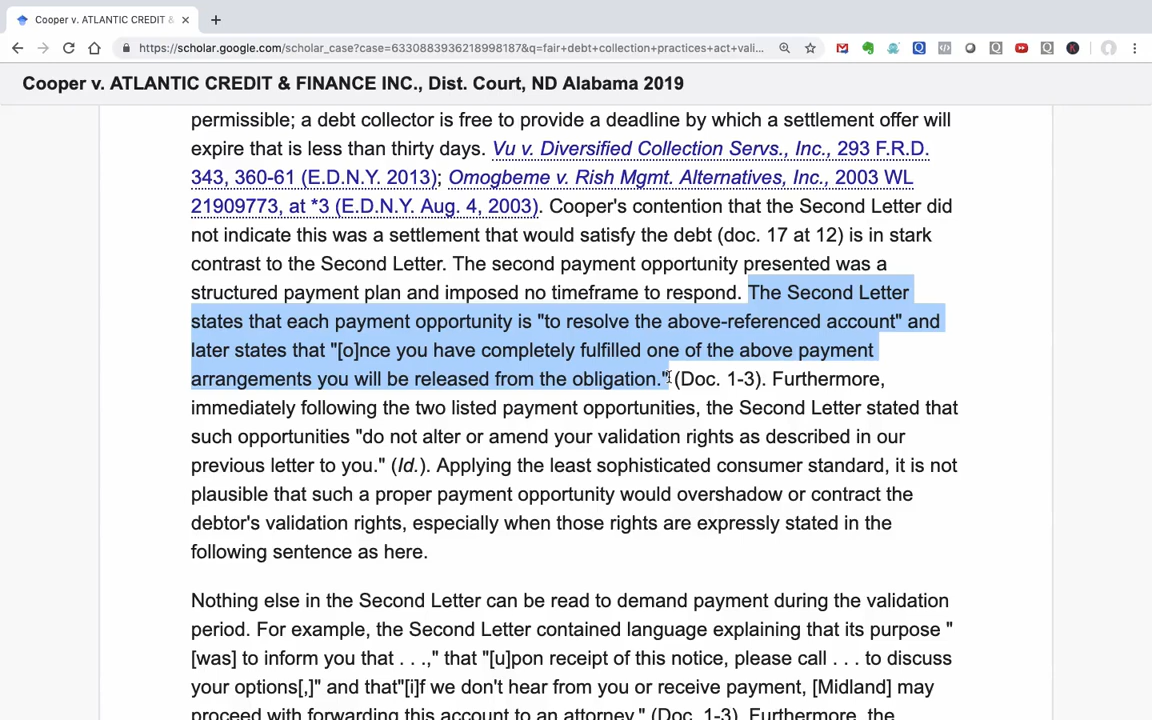 Cooper v. ATLANTIC CREDIT &
https://scholar.google.com/scholar_case?case=6330883936218998187&q=fair+debt+collection+practices+act+vali...
Cooper v. ATLANTIC CREDIT & FINANCE INC., Dist. Court, ND Alabama 2019
permissible; a debt collector is free to provide a deadline by which a settlement offer will
expire that is less than thirty days. Vu v. Diversified Collection Servs., Inc., 293 F.R.D.
343, 360-61 (E.D.N.Y. 2013); Omogbeme v. Rish Mgmt. Alternatives, Inc., 2003 WL
21909773, at *3 (E.D.N.Y. Aug. 4, 2003). Cooper's contention that the Second Letter did
not indicate this was a settlement that would satisfy the debt (doc. 17 at 12) is in stark
contrast to the Second Letter. The second payment opportunity presented was a
structured payment plan and imposed no timeframe to respond. The Second Letter
states that each payment opportunity is "to resolve the above-referenced account" and
later states that "[o]nce you have completely fulfilled one of the above payment
arrangements you will be released from the obligation." (Doc. 1-3). Furthermore,
immediately following the two listed payment opportunities, the Second Letter stated that
such opportunities "do not alter or amend your validation rights as described in our
previous letter to you." (Id.). Applying the least sophisticated consumer standard, it is not
plausible that such a proper payment opportunity would overshadow or contract the
debtor's validation rights, especially when those rights are expressly stated in the
following sentence as here.
Nothing else in the Second Letter can be read to demand payment during the validation
period. For example, the Second Letter contained language explaining that its purpose "
[was] to inform you that . . .," that "[u]pon receipt of this notice, please call . . . to discuss
your options[,]" and that"[i]f we don't hear from you or receive payment, [Midland] may
proceed with forwarding this account to an attorney." (Doc. 1-3). Furthermore, the